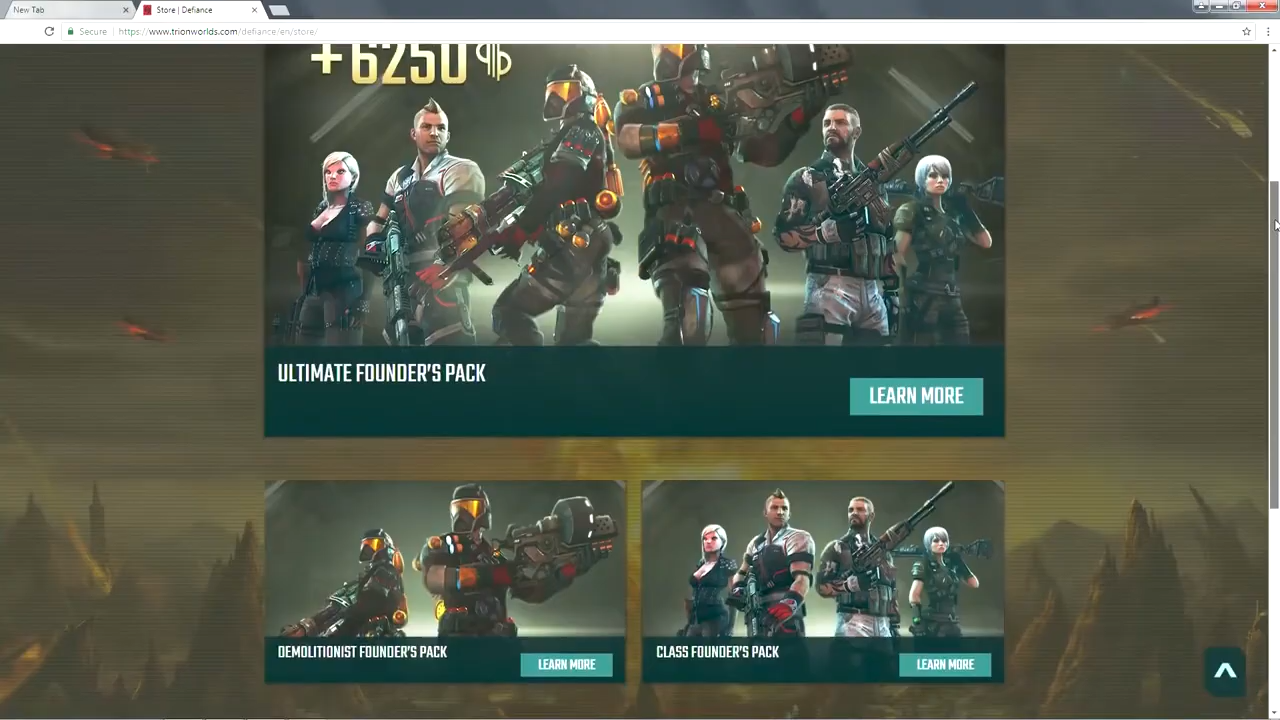 New Tab
Store | Defiance
Secure
https://www.trionworlds.com/defiance/en/store/
+6250
ULTIMATE FOUNDER'S PACK
LEARN MORE
DEMOLITIONIST FOUNDER'S PACK
LEARN MORE
CLASS FOUNDER'S PACK
LEARN MORE